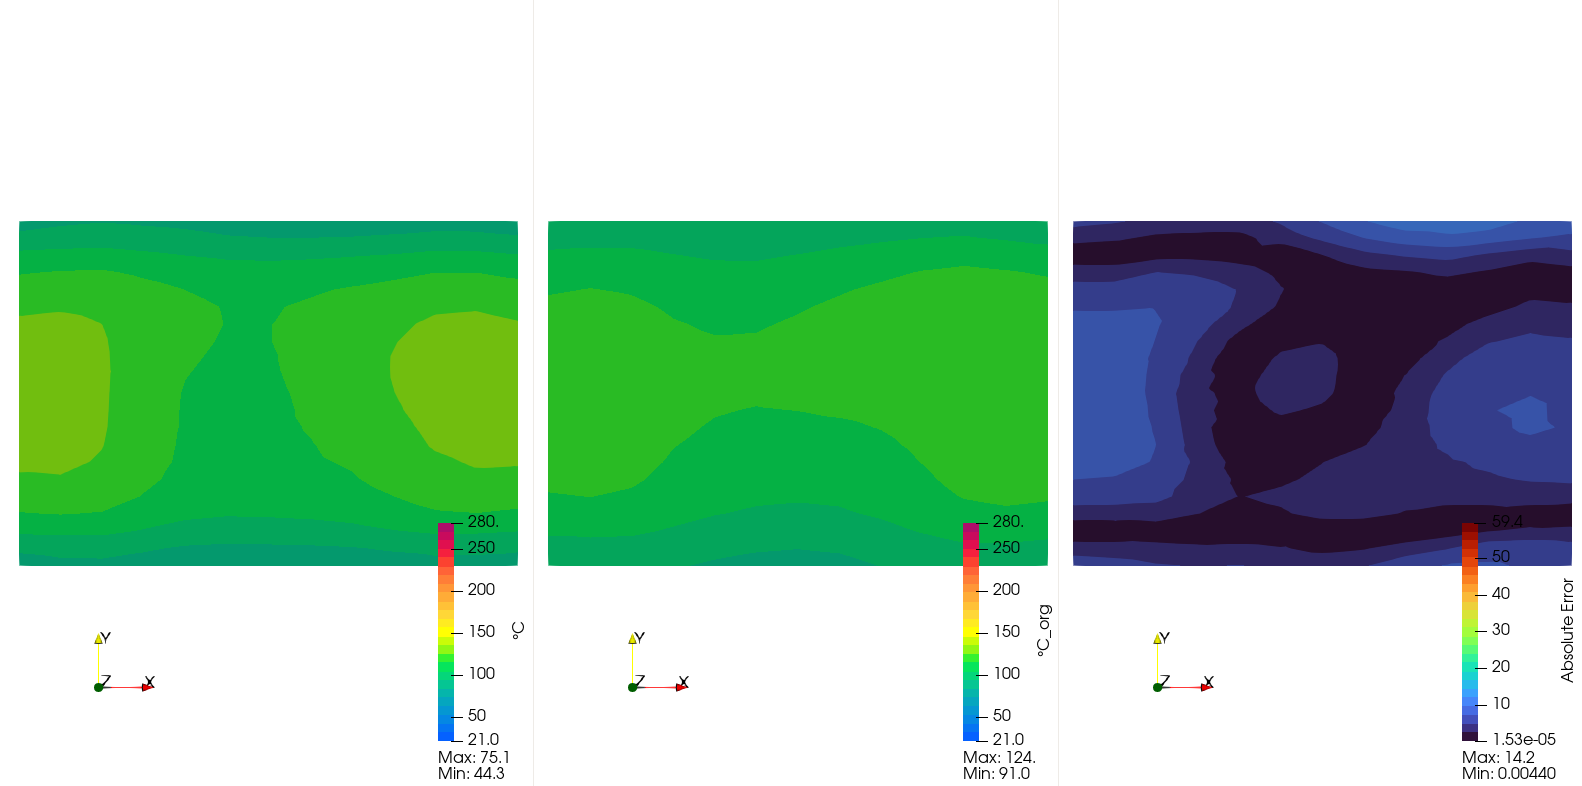 280.
250
200
150
100
50
21.0
°C
Max: 75.1
Min: 44.3
Y
Z
X
280.
250
200
150
100
50
21.0
°C_org
Max: 124.
Min: 91.0
Y
Z
X
59.4
50
40
30
20
10
1.53e-05
Absolute Error
Max: 14.2
Min: 0.00440
Y
Z
X